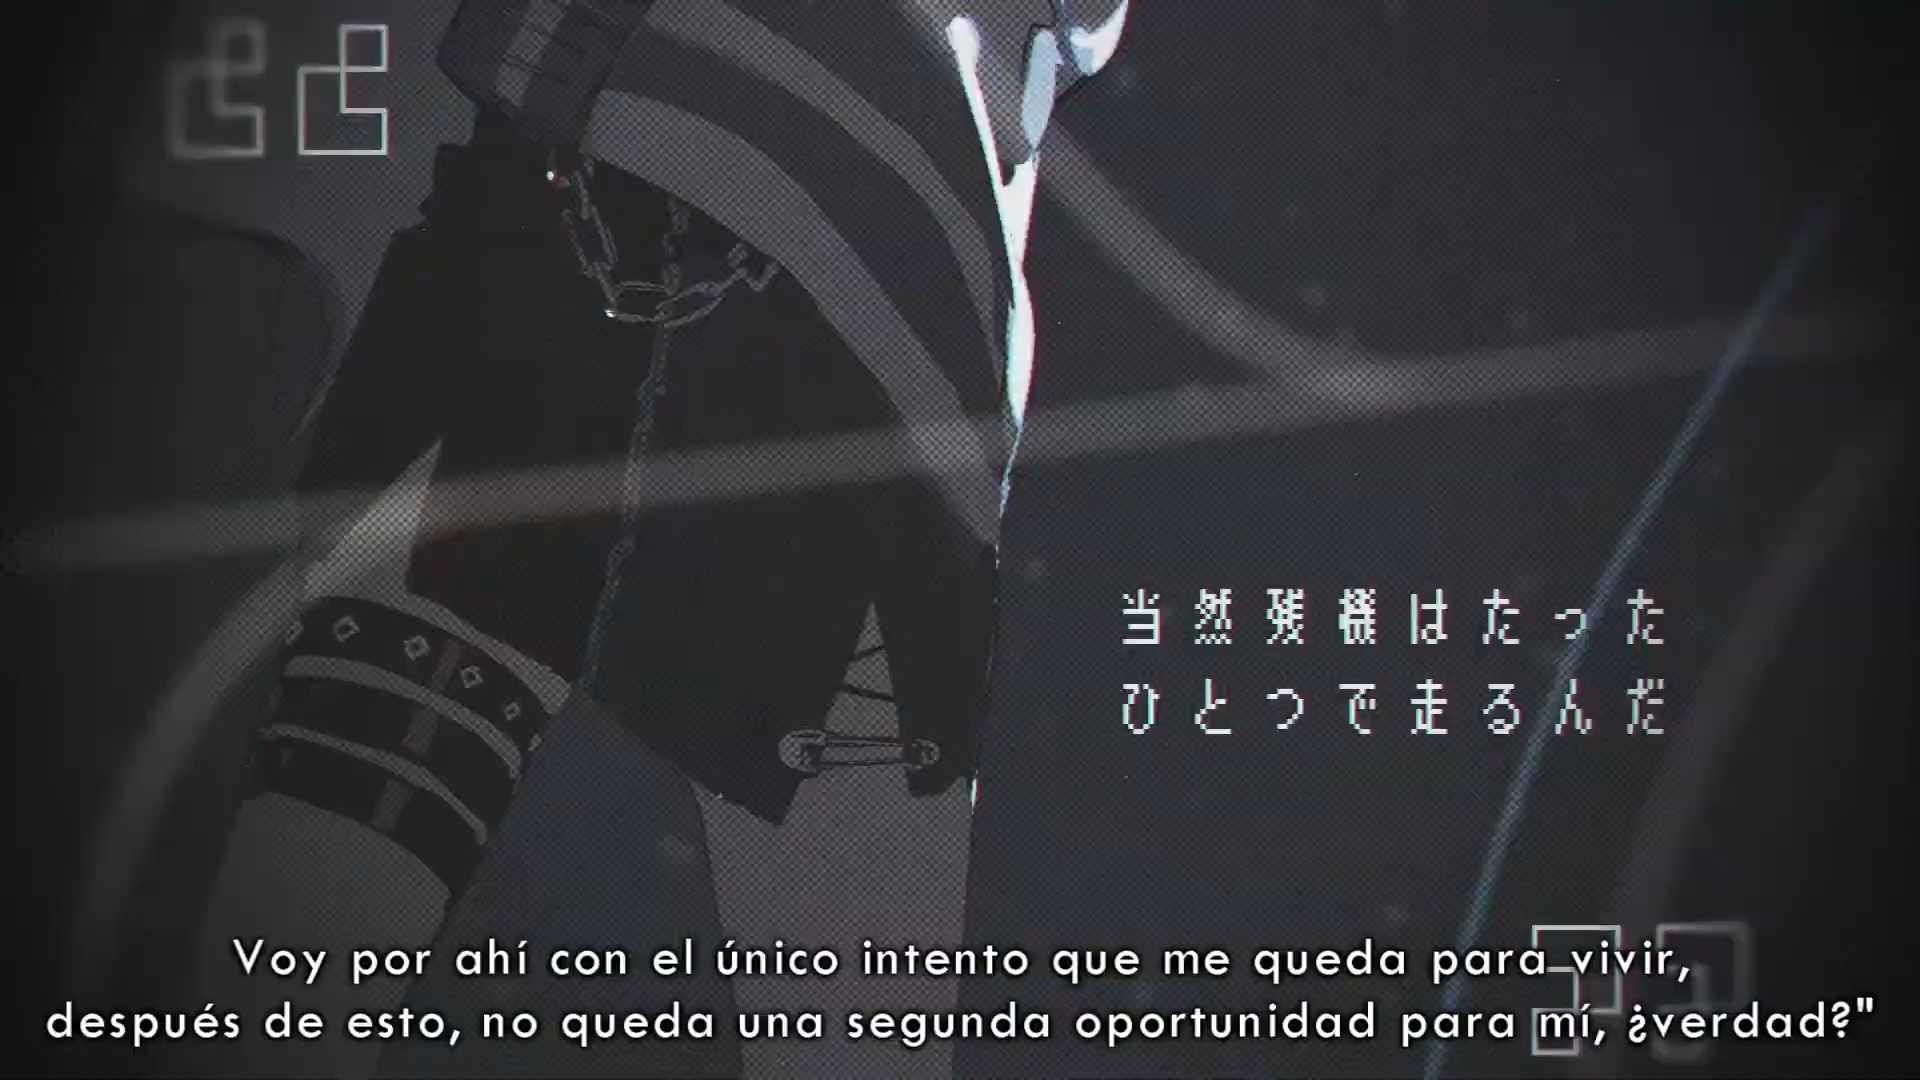 当然残機はたった
ひとつで走るんだ
Voy por ahí con el único intento que me queda para vivir,
después de esto, no queda una segunda oportunidad para mí, ¿verdad?"